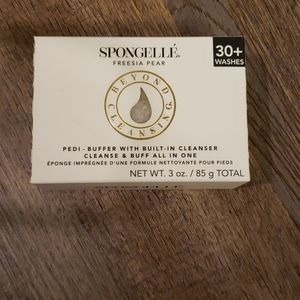 SPONGELLÉ
FREESIA PEAR
30+
WASHES
BEYOND
CLEANSING
PEDI - BUFFER WITH BUILT-IN CLEANSER
CLEANSE & BUFF ALL IN ONE
ÉPONGE IMPRÉGNÉE D'UNE FORMULE NETTOYANTE POUR PIEDS
NET WT. 3 oz. / 85 g TOTAL
SPONGELLÉ